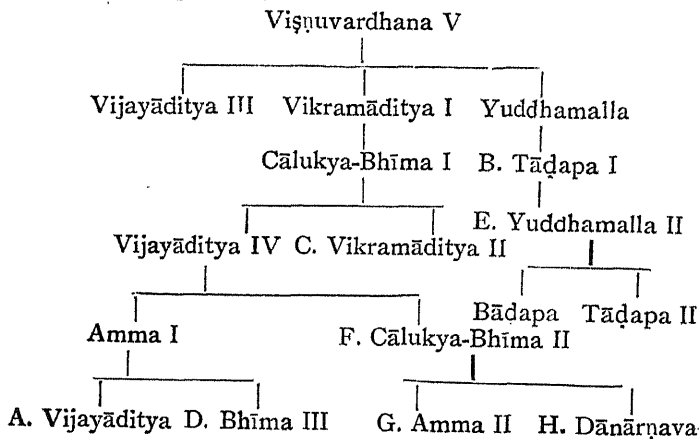 Viṣṇuvardhana V
Vijayāditya III Vikramāditya I Yuddhamalla
Cālukya-Bhīma I B. Tāḍapa I
E. Yuddhamalla II
Vijayāditya IV C. Vikramāditya II
Bāḍapa Tāḍapa II
Amma I F. Cālukya-Bhīma II
A. Vijayāditya D. Bhīma III G. Amma II H. Dānārṇava